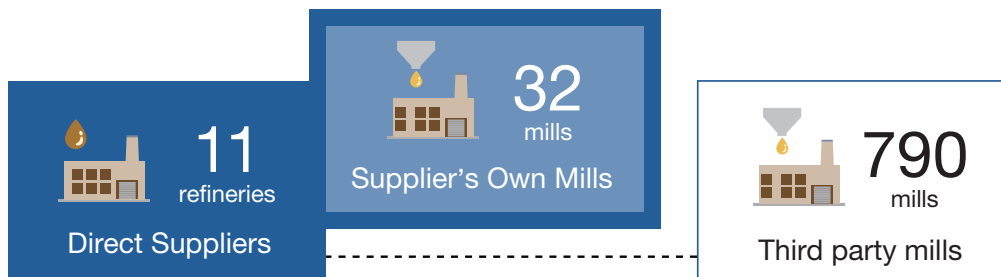 11
refineries
Direct Suppliers
32
mills
Supplier's Own Mills
790
mills
Third party mills